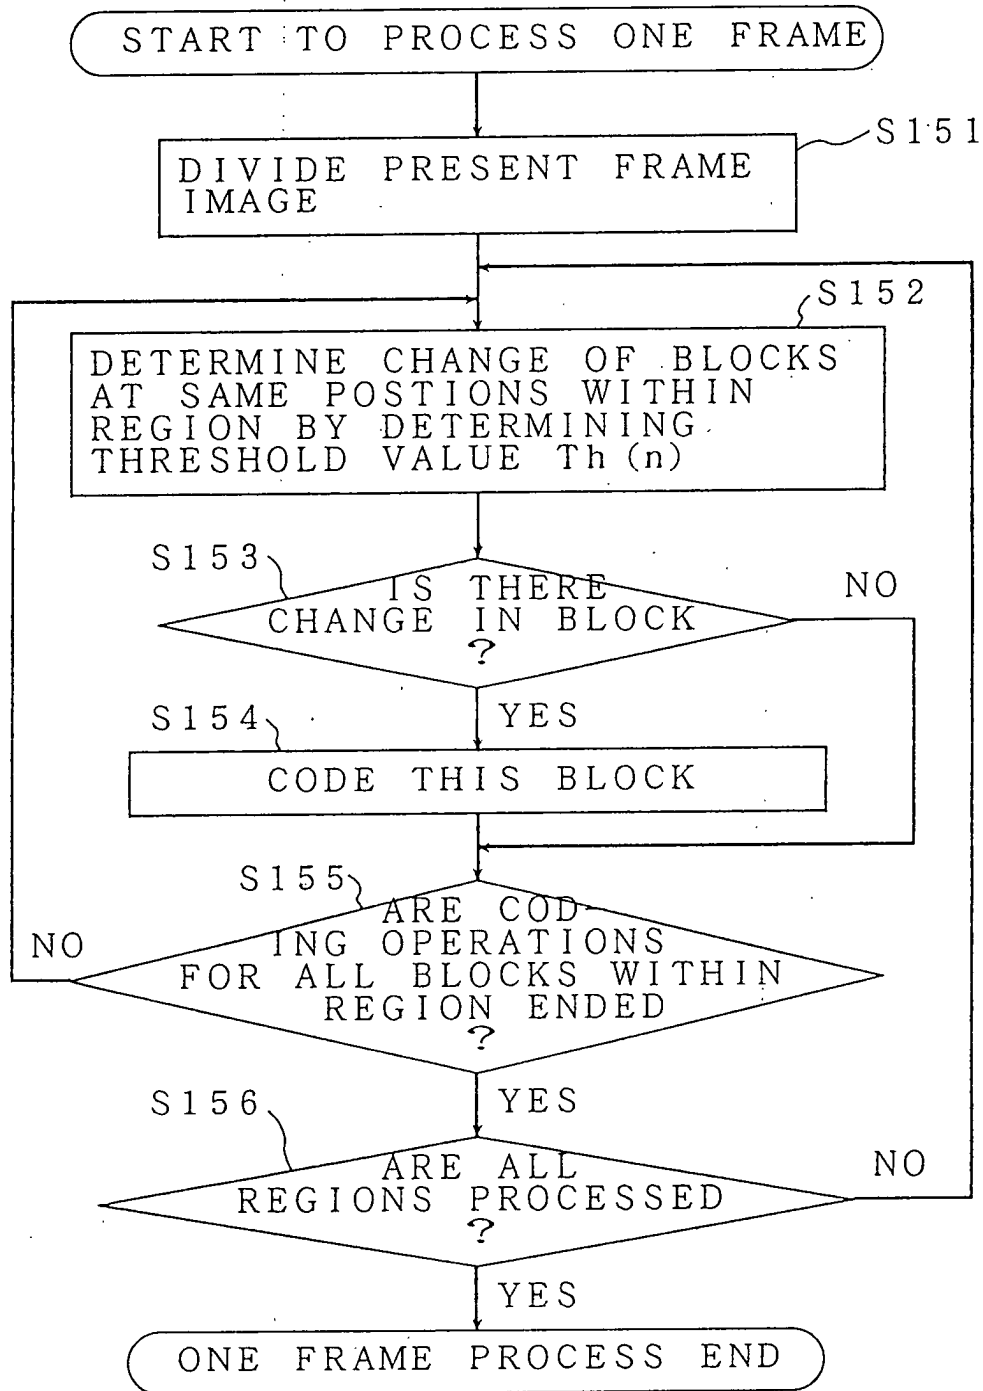 START TO PROCESS ONE FRAME
S151
DIVIDE PRESENT FRAME
IMAGE
S152
DETERMINE CHANGE OF BLOCKS
AT SAME POSTIONS WITHIN
REGION BY DETERMINING
THRESHOLD VALUE Th(n)
S153
IS THERE
CHANGE IN BLOCK
?
NO
YES
S154
CODE THIS BLOCK
S155
ARE COD-
ING OPERATIONS
FOR ALL BLOCKS WITHIN
REGION ENDED
?
NO
YES
S156
ARE ALL
REGIONS PROCESSED
?
NO
YES
ONE FRAME PROCESS END